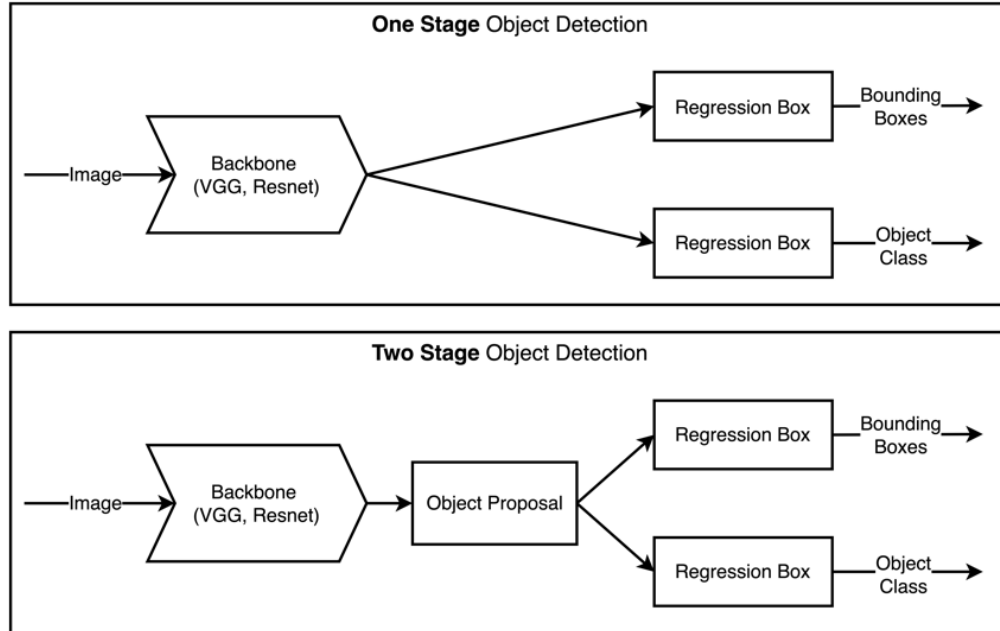 One Stage Object Detection
Image
Backbone
(VGG, Resnet)
Regression Box
Bounding
Boxes
Regression Box
Object
Class
Two Stage Object Detection
Image
Backbone
(VGG, Resnet)
Object Proposal
Regression Box
Bounding
Boxes
Regression Box
Object
Class